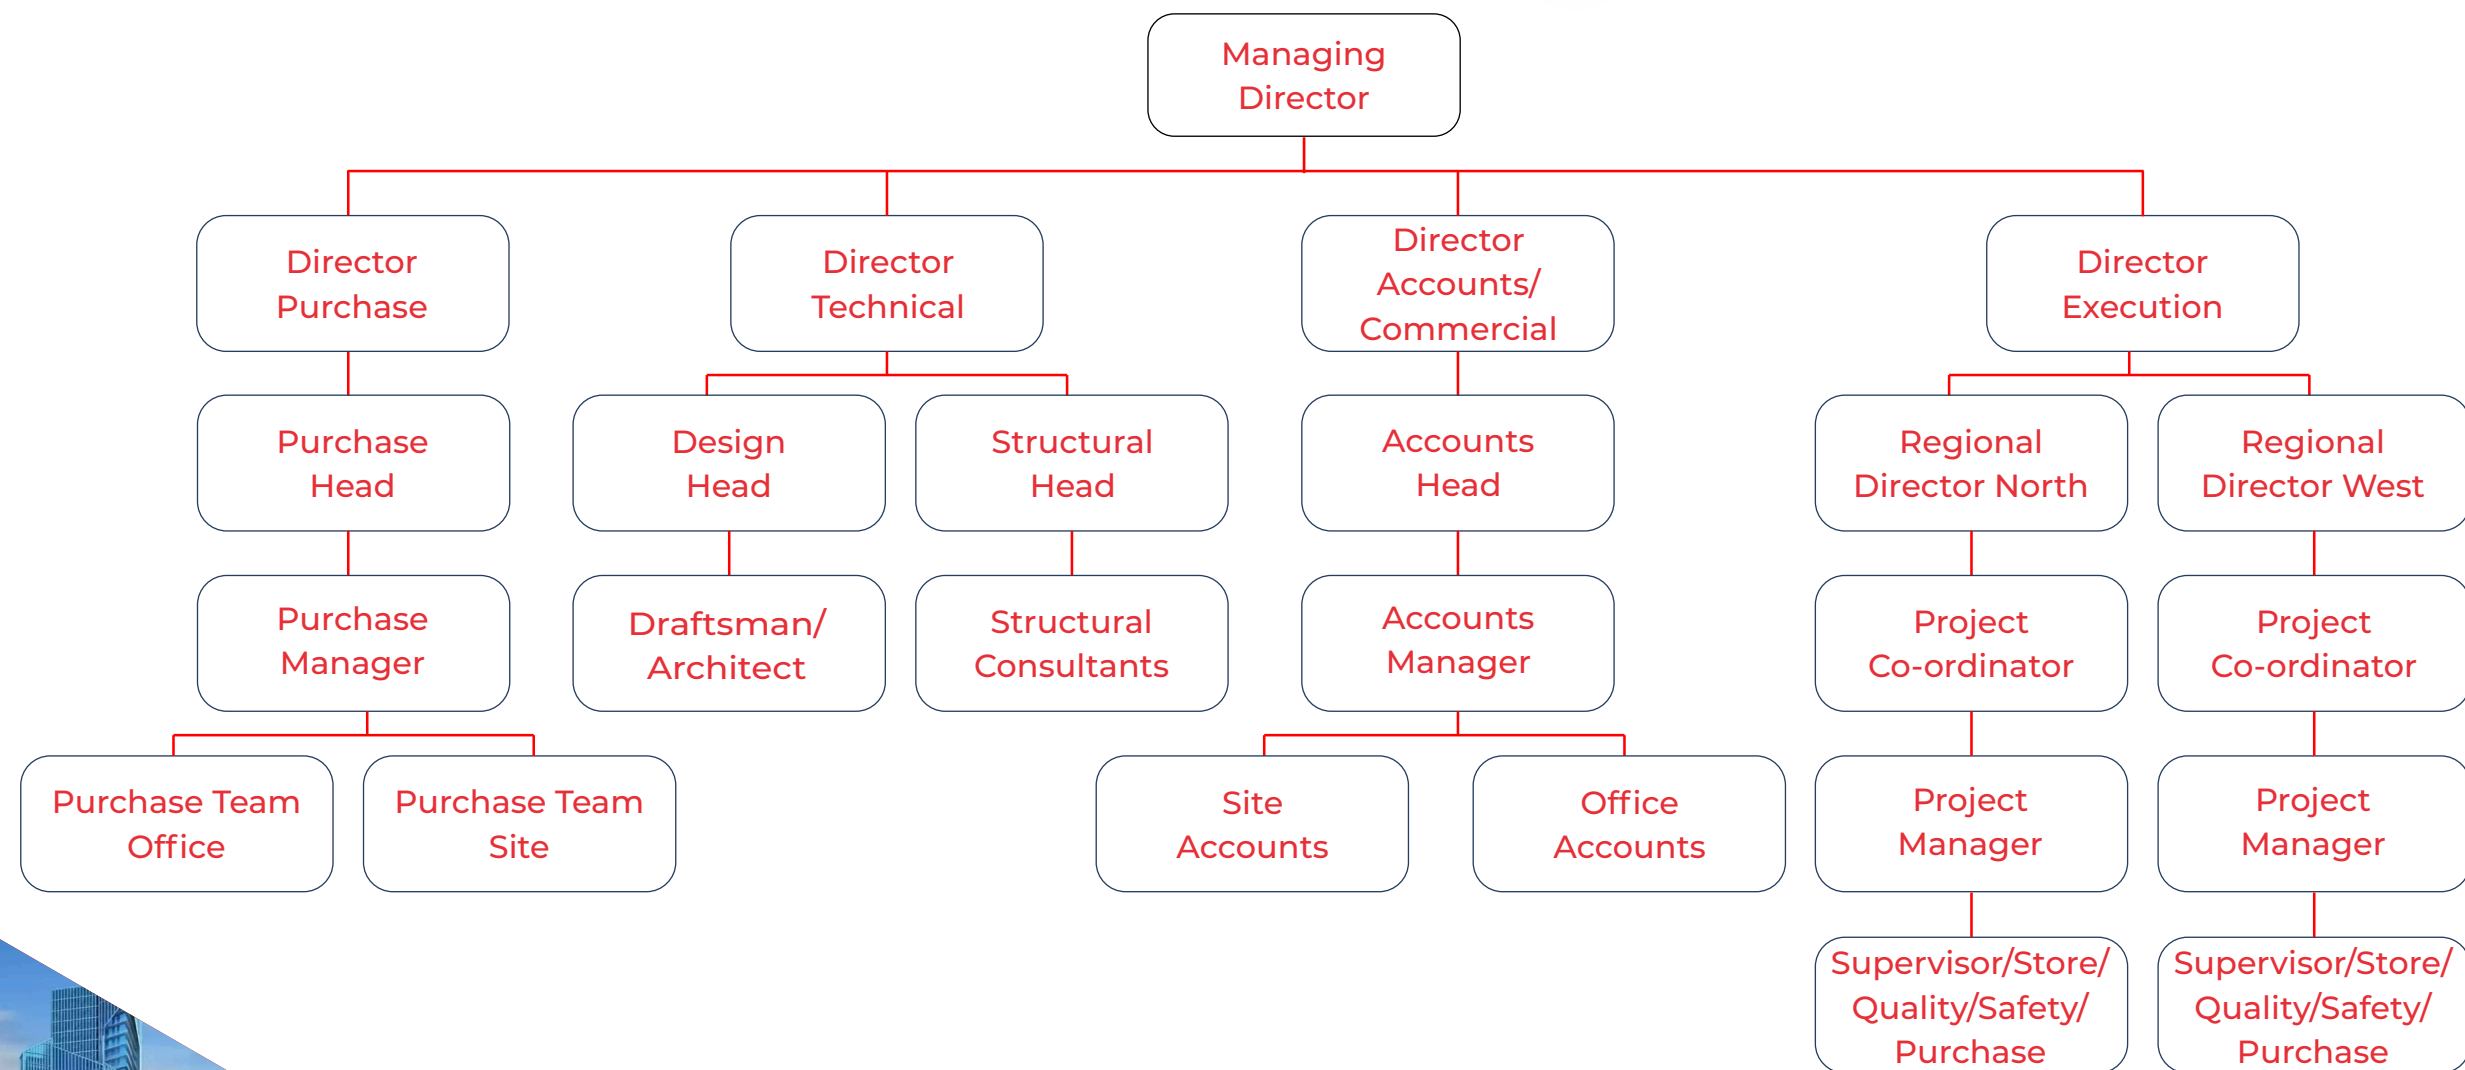 Managing
Director
Director
Purchase
Director
Technical
Director
Accounts/
Commercial
Director
Execution
Purchase
Head
Design
Head
Structural
Head
Accounts
Head
Regional
Director North
Regional
Director West
Purchase
Manager
Draftsman/
Architect
Structural
Consultants
Accounts
Manager
Project
Co-ordinator
Project
Co-ordinator
Purchase Team
Office
Purchase Team
Site
Site
Accounts
Office
Accounts
Project
Manager
Project
Manager
Supervisor/Store/
Quality/Safety/
Purchase
Supervisor/Store/
Quality/Safety/
Purchase